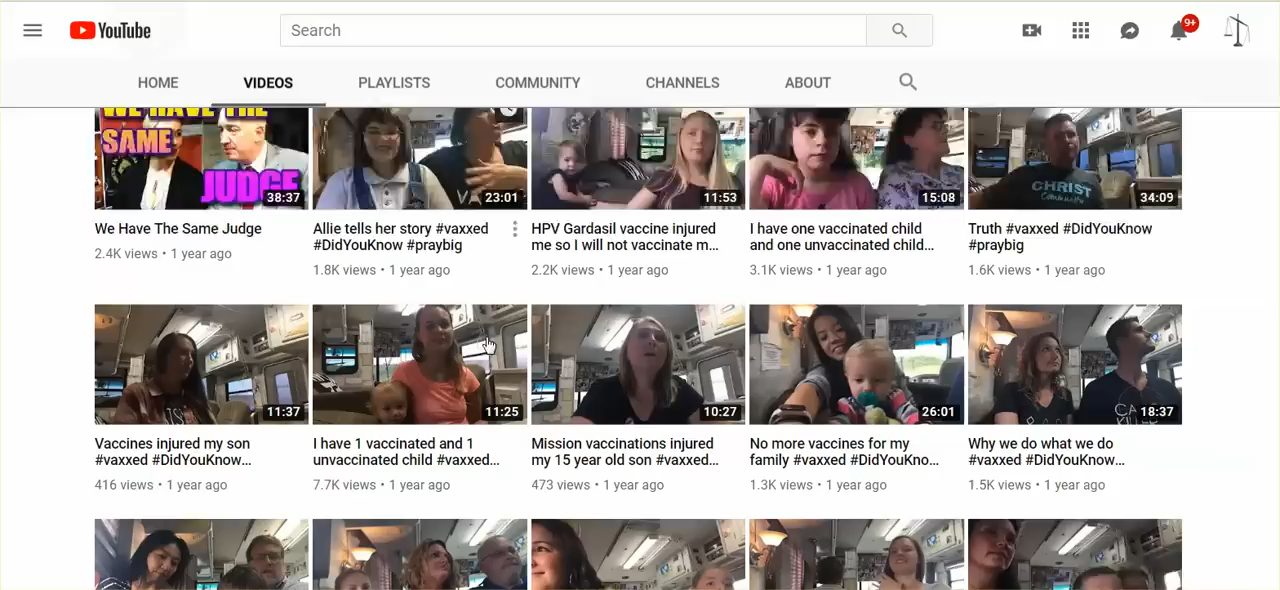 YouTube
Search
9+
HOME
VIDEOS
PLAYLISTS
COMMUNITY
CHANNELS
ABOUT
WE HAVE THE
SAME
JUDGE
38:37
23:01
11:53
15:08
CHRIST
Community
34:09
We Have The Same Judge
2.4K views • 1 year ago
Allie tells her story #vaxxed
#DidYouKnow #praybig
1.8K views • 1 year ago
HPV Gardasil vaccine injured
me so I will not vaccinate m...
2.2K views • 1 year ago
I have one vaccinated child
and one unvaccinated child...
3.1K views • 1 year ago
Truth #vaxxed #DidYouKnow
#praybig
1.6K views • 1 year ago
11:37
11:25
10:27
26:01
18:37
Vaccines injured my son
#vaxxed #DidYouKnow...
416 views • 1 year ago
I have 1 vaccinated and 1
unvaccinated child #vaxxed...
7.7K views • 1 year ago
Mission vaccinations injured
my 15 year old son #vaxxed...
473 views • 1 year ago
No more vaccines for my
family #vaxxed #DidYouKno...
1.3K views • 1 year ago
Why we do what we do
#vaxxed #DidYouKnow...
1.5K views • 1 year ago